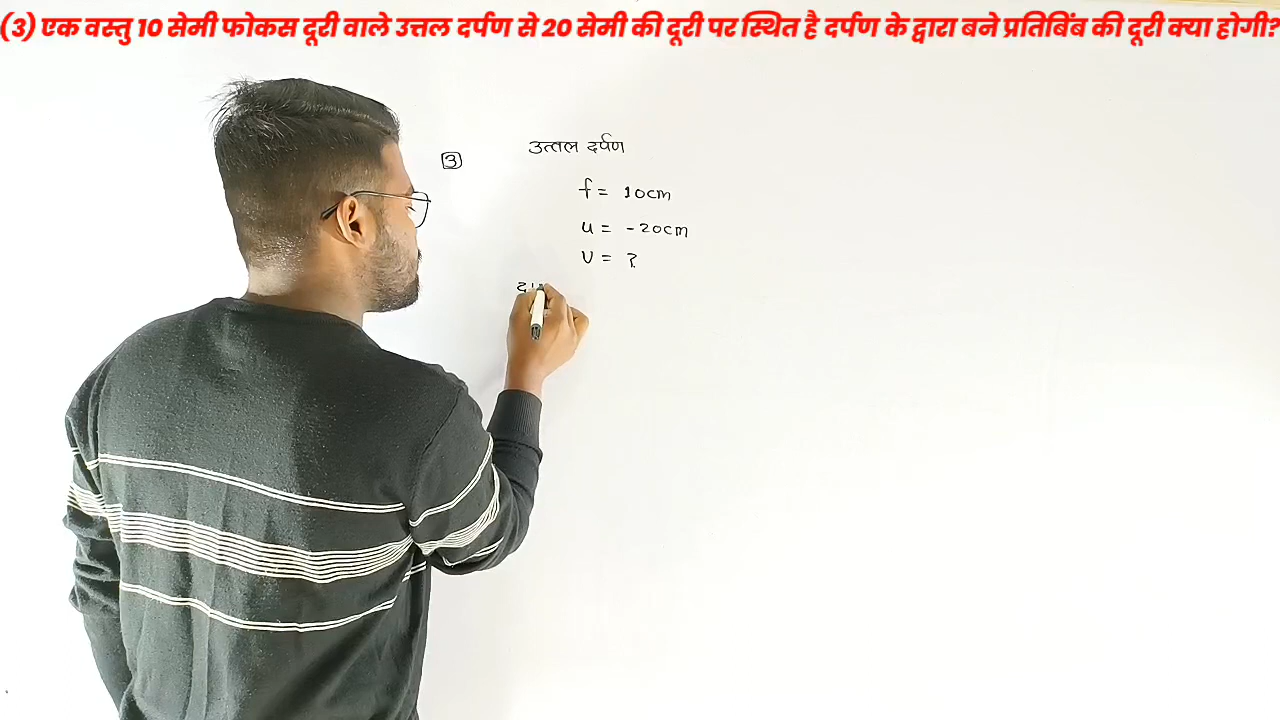 (3) एक वस्तु 10 सेमी फोकस दूरी वाले उत्तल दर्पण से 20 सेमी की दूरी पर स्थित है दर्पण के द्वारा बने प्रतिबिंब की दूरी क्या होगी?
3 उत्तल दर्पण
f = 10cm
u = -20cm
v = ?